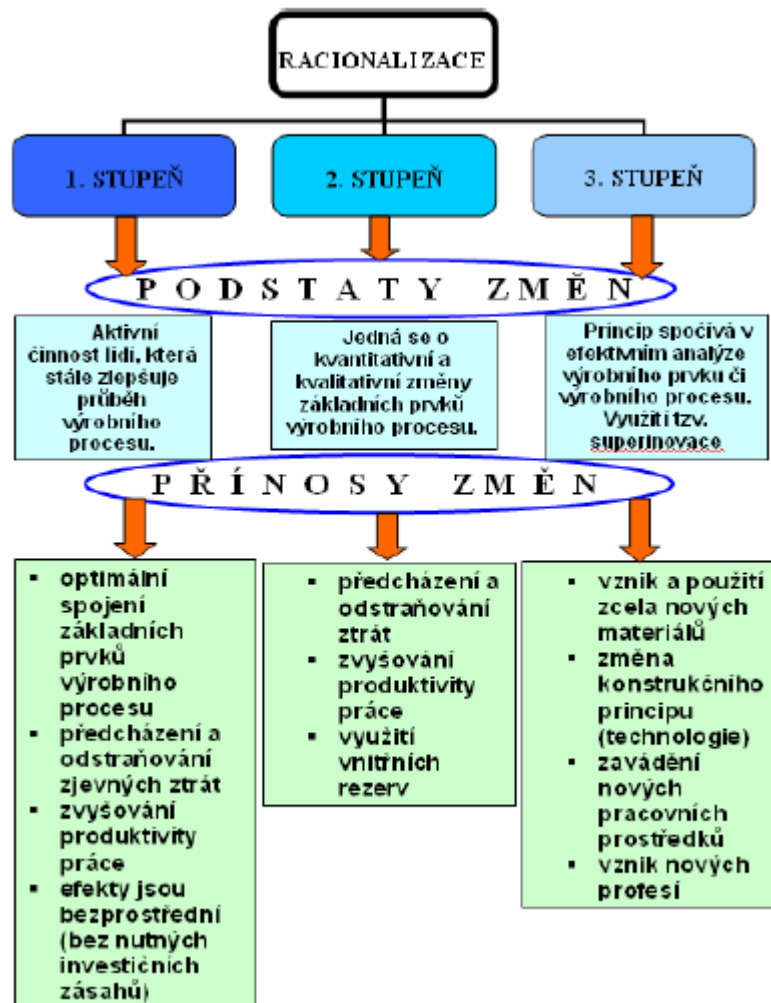 RACIONALIZACE
1. STUPEŇ
2. STUPEŇ
3. STUPEŇ
PODSTATY ZMĚN
Aktivní
činnost lidí, která
stále zlepšuje
průběh
výrobního
procesu.
Jedná se o
kvantitativní a
kvalitativní změny
základních prvků
výrobního procesu.
Princip spočívá v
efektivním analýze
výrobního prvku či
výrobního procesu.
Využití tzv.
superinovace
PŘÍNOSY ZMĚN
▪ optimální
spojení
základních
prvků
výrobního
procesu
▪ předcházení a
odstraňování
zjevných ztrát
▪ zvyšování
produktivity
práce
▪ efekty jsou
bezprostřední
(bez nutných
investičních
zásahů)
▪ předcházení a
odstraňování
ztrát
▪ zvyšování
produktivity
práce
▪ využití
vnitřních
rezerv
▪ vznik a použití
zcela nových
materiálů
▪ změna
konstrukčního
principu
(technologie)
▪ zavádění
nových
pracovních
prostředků
▪ vznik nových
profesí